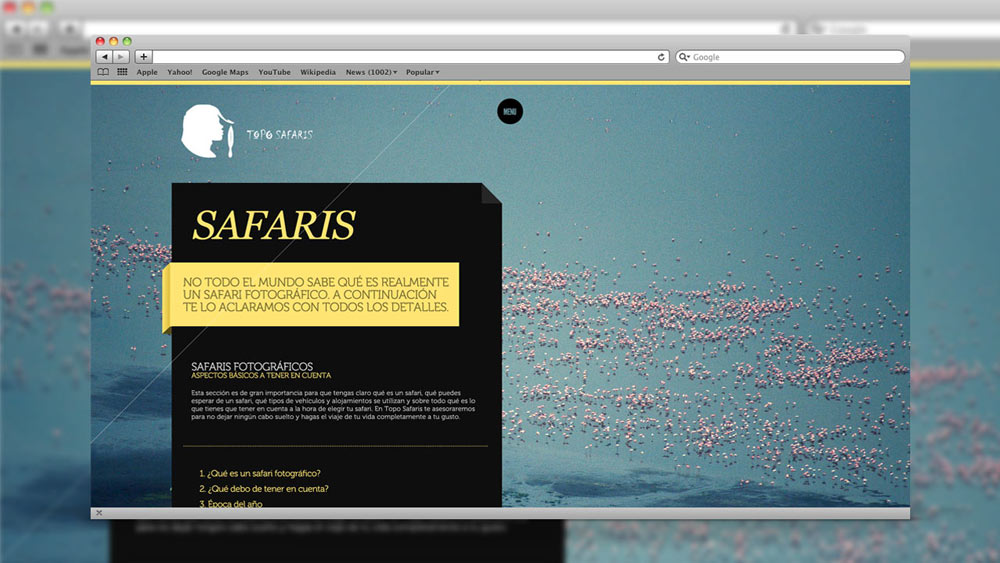 Google
Apple Yahoo! Google Maps YouTube Wikipedia News (1002) Popular
MENU
TOPO SAFARIS
SAFARIS
NO TODO EL MUNDO SABE QUÉ ES REALMENTE
UN SAFARI FOTOGRÁFICO. A CONTINUACIÓN
TE LO ACLARAMOS CON TODOS LOS DETALLES.
SAFARIS FOTOGRÁFICOS
ASPECTOS BÁSICOS A TENER EN CUENTA
Esta sección es de gran importancia para que tengas claro qué es un safari, qué puedes
esperar de un safari, qué tipos de vehículos y alojamientos se utilizan y sobre todo qué es lo
que tienes que tener en cuenta a la hora de elegir tu safari. En Topo Safaris te asesoraremos
para no dejar ningún cabo suelto y hagas el viaje de tu vida completamente a tu gusto.
1. ¿Qué es un safari fotográfico?
2. ¿Qué debo de tener en cuenta?
3. Época del año